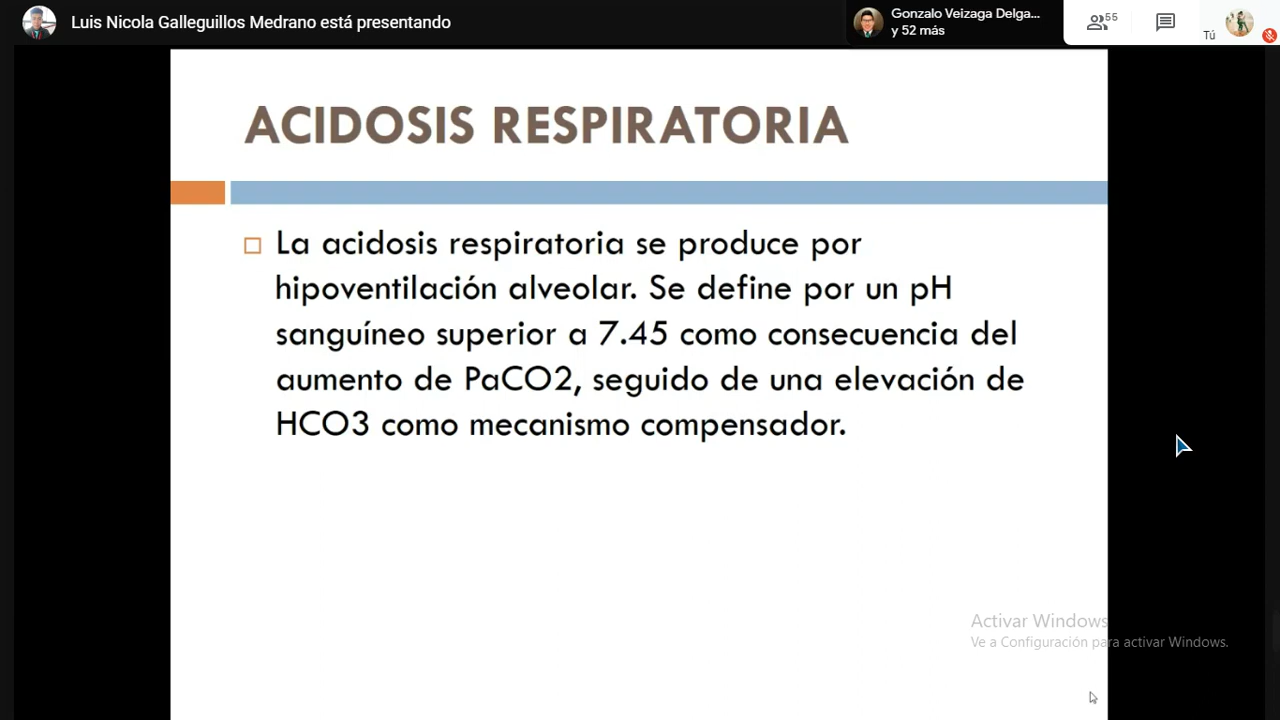 Luis Nicola Galleguillos Medrano está presentando
Gonzalo Veizaga Delga...
y 52 más
55
Tú
ACIDOSIS RESPIRATORIA
La acidosis respiratoria se produce por
hipoventilación alveolar. Se define por un pH
sanguíneo superior a 7.45 como consecuencia del
aumento de PaCO2, seguido de una elevación de
HCO3 como mecanismo compensador.
Activar Windows
Ve a Configuración para activar Windows.